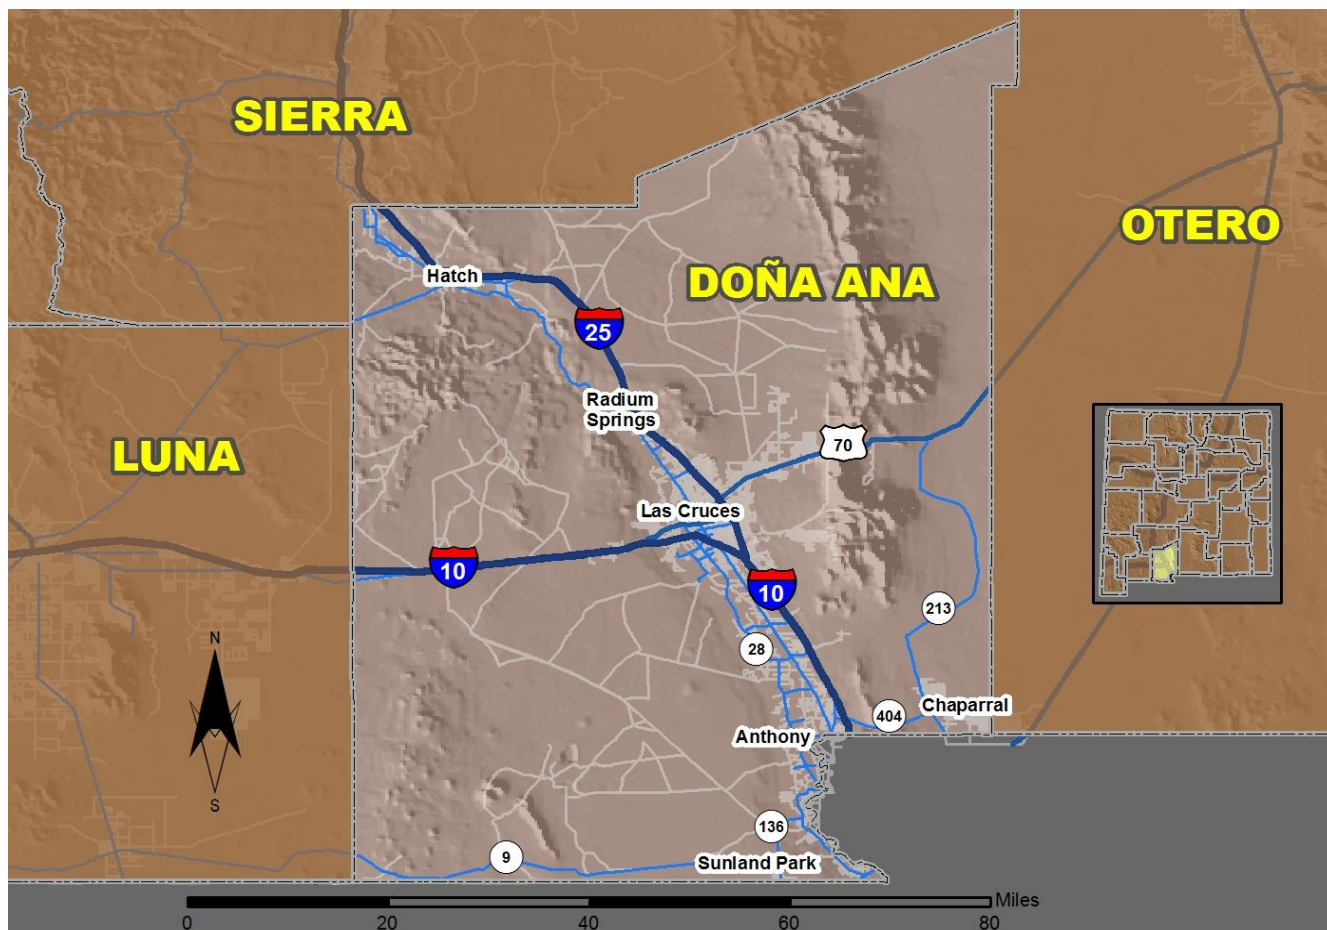 SIERRA
OTERO
Hatch
DOÑA ANA
25
Radium
Springs
LUNA
70
Las Cruces
10
10
213
N
28
Chaparral
404
Anthony
S
136
9
Sunland Park
Miles
0
20
40
60
80